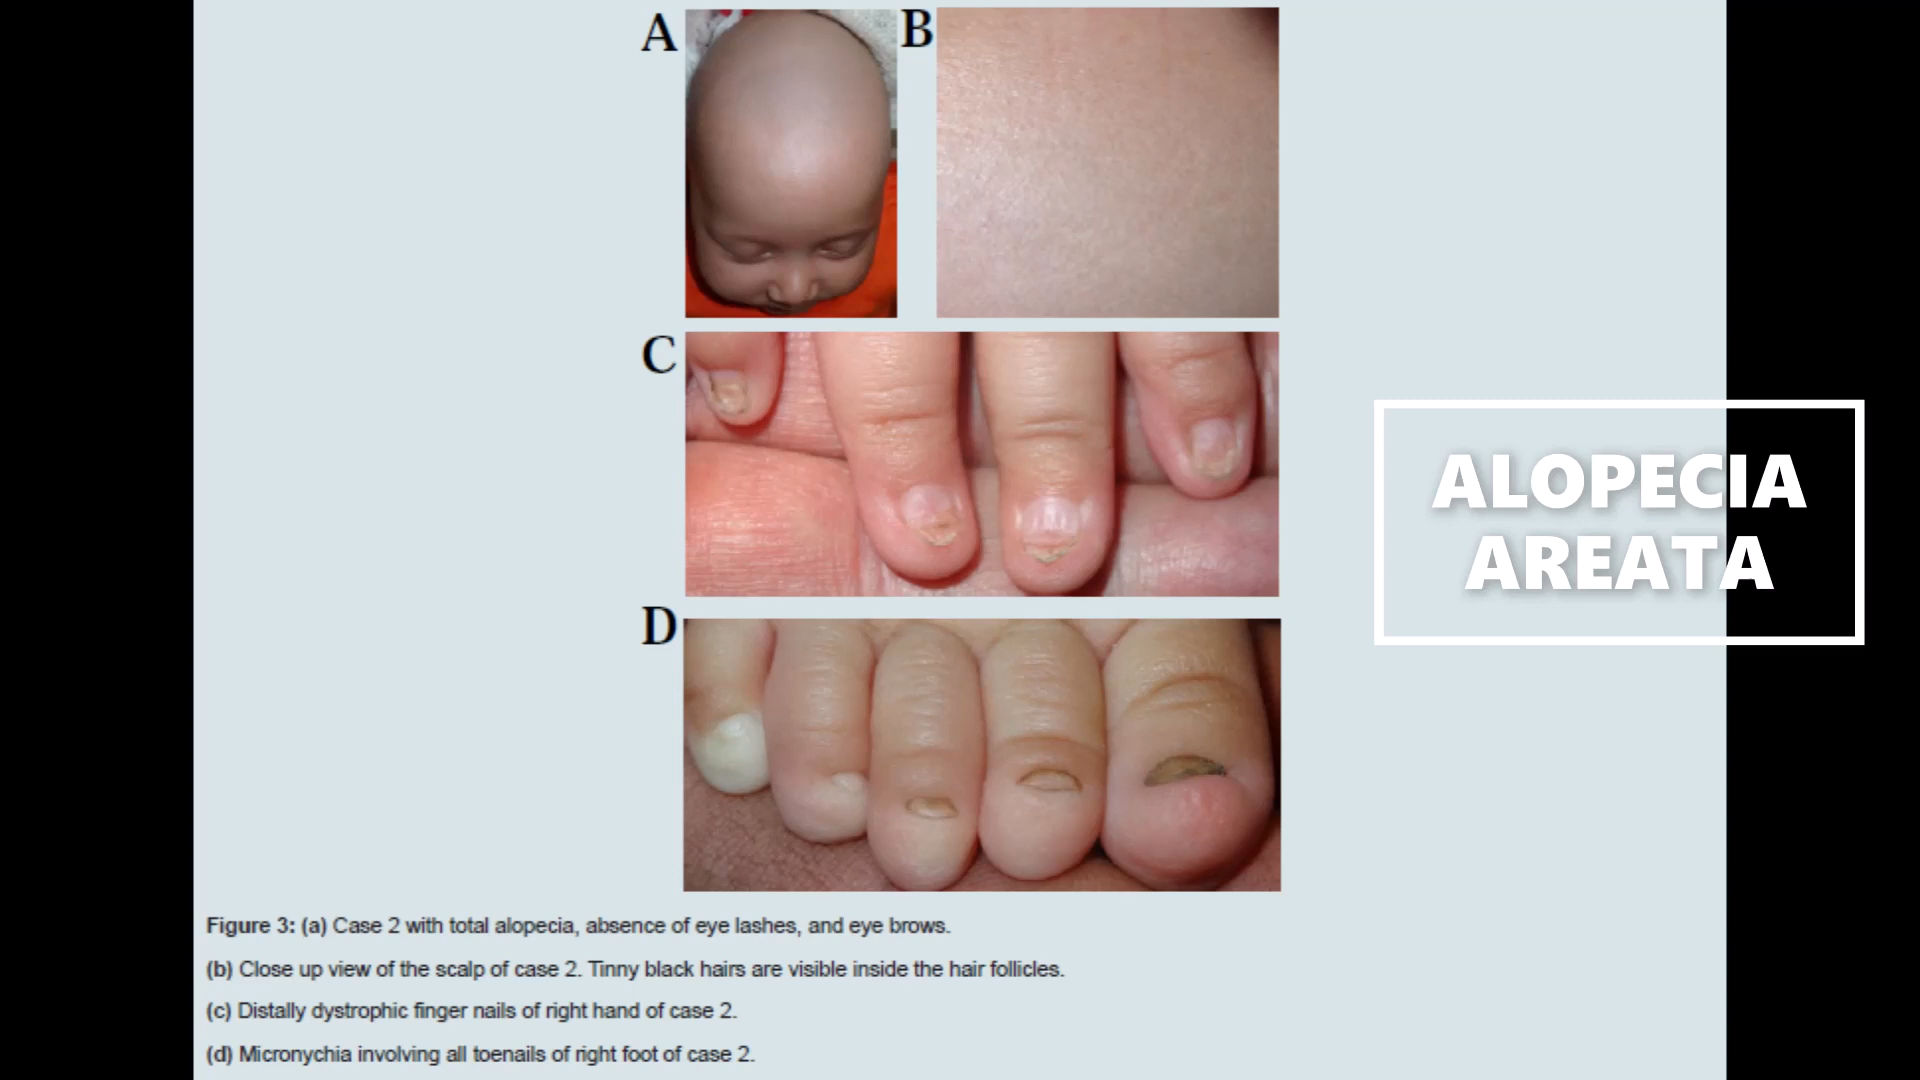 A
B
C
D
ALOPECIA
AREATA
Figure 3: (a) Case 2 with total alopecia, absence of eye lashes, and eye brows.
(b) Close up view of the scalp of case 2. Tinny black hairs are visible inside the hair follicles.
(c) Distally dystrophic finger nails of right hand of case 2.
(d) Micronychia involving all toenails of right foot of case 2.